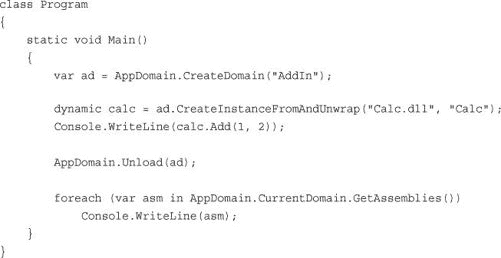 class Program
{
    static void Main()
    {
        var ad = AppDomain.CreateDomain("AddIn");

        dynamic calc = ad.CreateInstanceFromAndUnwrap("Calc.dll", "Calc");
        Console.WriteLine(calc.Add(1, 2));

        AppDomain.Unload(ad);

        foreach (var asm in AppDomain.CurrentDomain.GetAssemblies())
            Console.WriteLine(asm);
    }
}